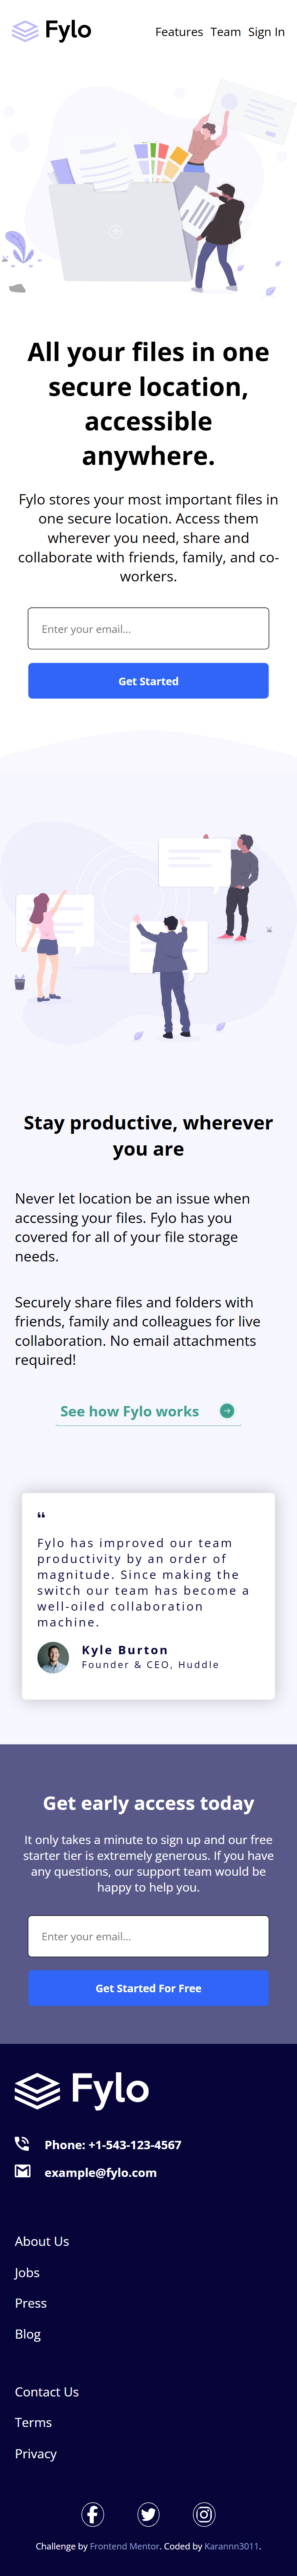 Fylo
Features Team Sign In
All your files in one
secure location,
accessible
anywhere.
Fylo stores your most important files in
one secure location. Access them
wherever you need, share and
collaborate with friends, family, and co-
workers.
Enter your email...
Get Started
Stay productive, wherever
you are
Never let location be an issue when
accessing your files. Fylo has you
covered for all of your file storage
needs.
Securely share files and folders with
friends, family and colleagues for live
collaboration. No email attachments
required!
See how Fylo works
“
Fylo has improved our team
productivity by an order of
magnitude. Since making the
switch our team has become a
well-oiled collaboration
machine.
Kyle Burton
Founder & CEO, Huddle
Get early access today
It only takes a minute to sign up and our free
starter tier is extremely generous. If you have
any questions, our support team would be
happy to help you.
Enter your email...
Get Started For Free
Fylo
Phone: +1-543-123-4567
example@fylo.com
About Us
Jobs
Press
Blog
Contact Us
Terms
Privacy
Challenge by Frontend Mentor. Coded by Karannn3011.